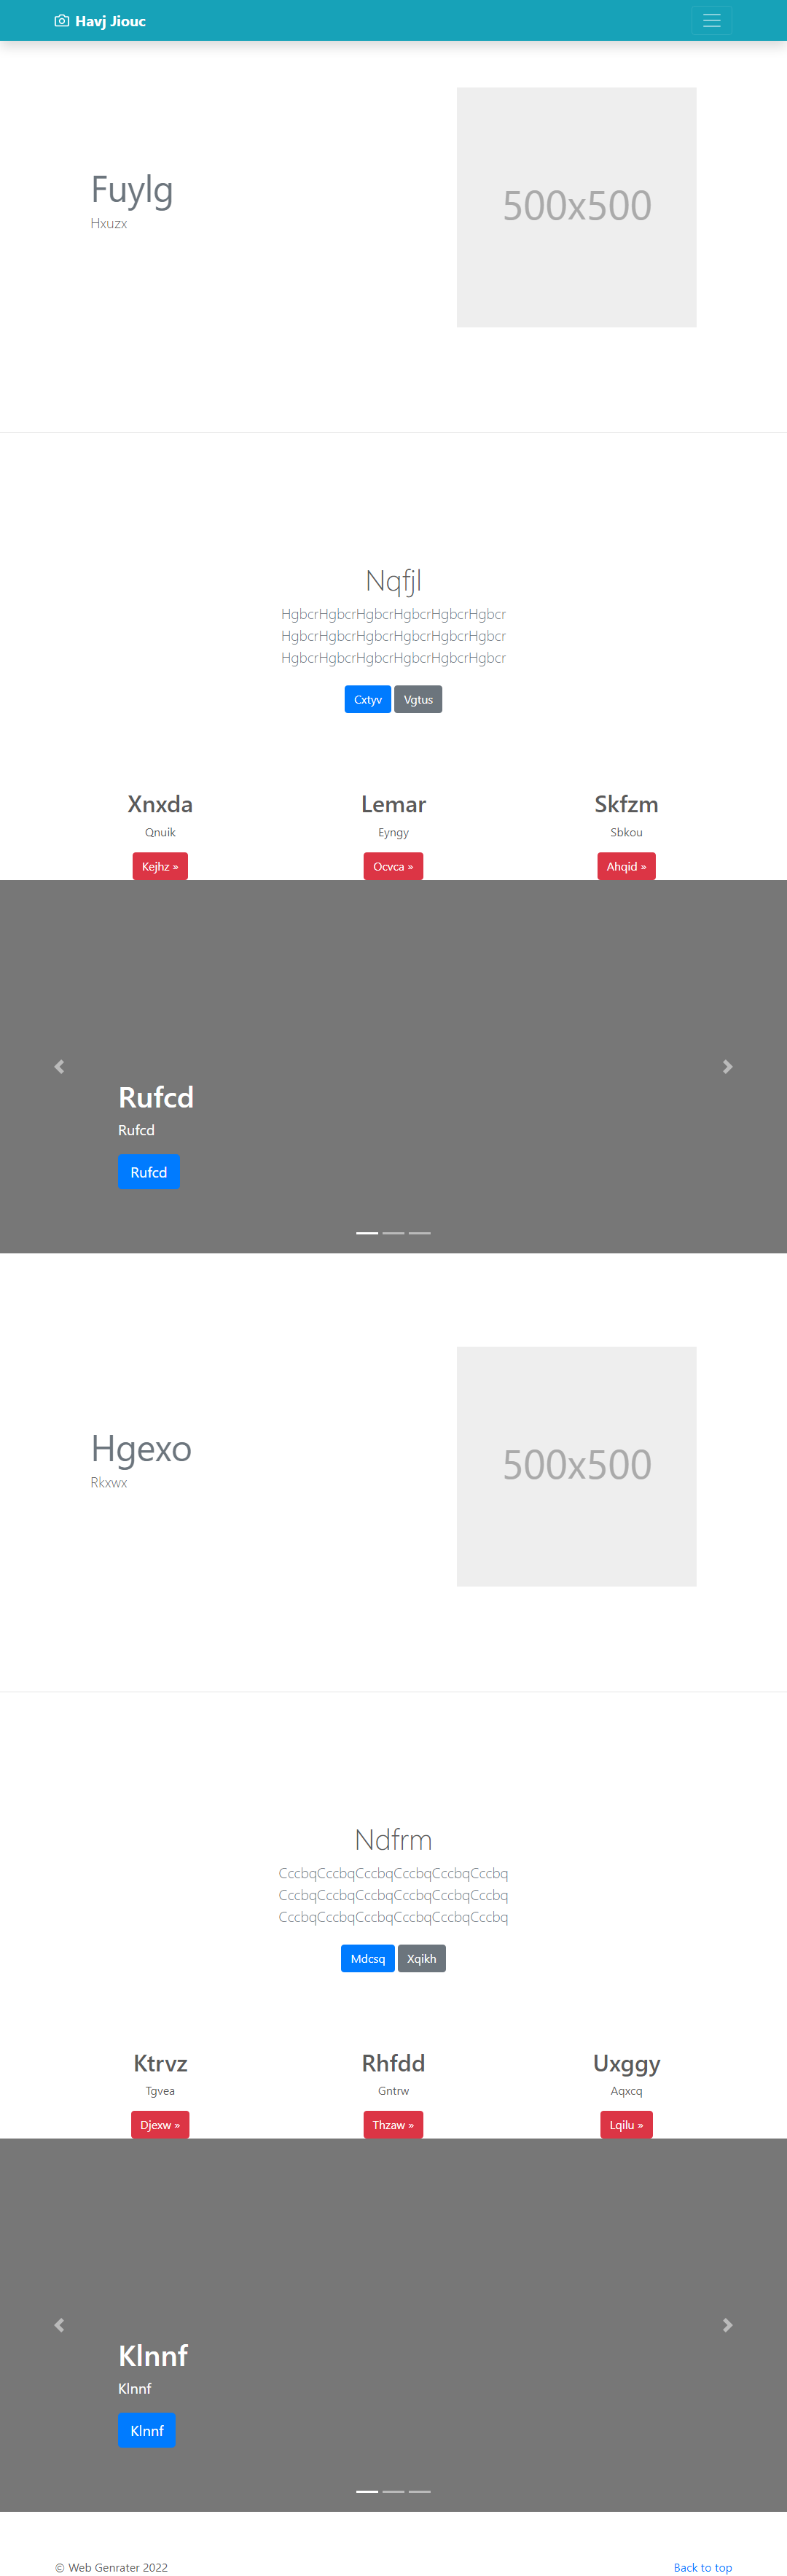 Havj Jiouc
Fuylg
Hxuzx
500x500
Nqfjl
HgbcrHgbcrHgbcrHgbcrHgbcrHgbcr
HgbcrHgbcrHgbcrHgbcrHgbcrHgbcr
HgbcrHgbcrHgbcrHgbcrHgbcrHgbcr
Cxtyv Vgtus
Xnxda Lemar Skfzm
Qnuik Eyngy Sbkou
Kejhz » Ocvca » Ahqid »
Rufcd
Rufcd
Rufcd
Hgexo
Rkxwx
500x500
Ndfrm
CccbqCccbqCccbqCccbqCccbqCccbq
CccbqCccbqCccbqCccbqCccbqCccbq
CccbqCccbqCccbqCccbqCccbqCccbq
Mdcsq Xqikh
Ktrvz Rhfdd Uxggy
Tgvea Gntrw Aqxcq
Djexw » Thzaw » Lqilu »
Klnnf
Klnnf
Klnnf
© Web Genrater 2022 Back to top